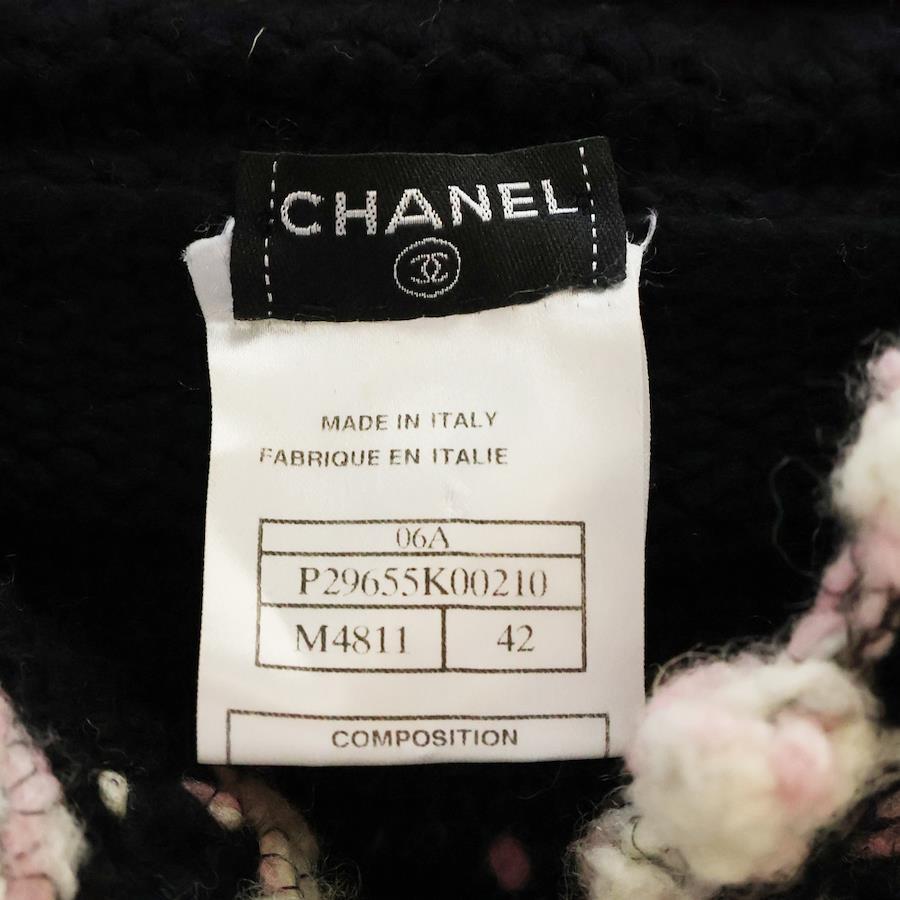 CHANEL
MADE IN ITALY
FABRIQUE EN ITALIE
06A
P29655K00210
M4811 42
COMPOSITION